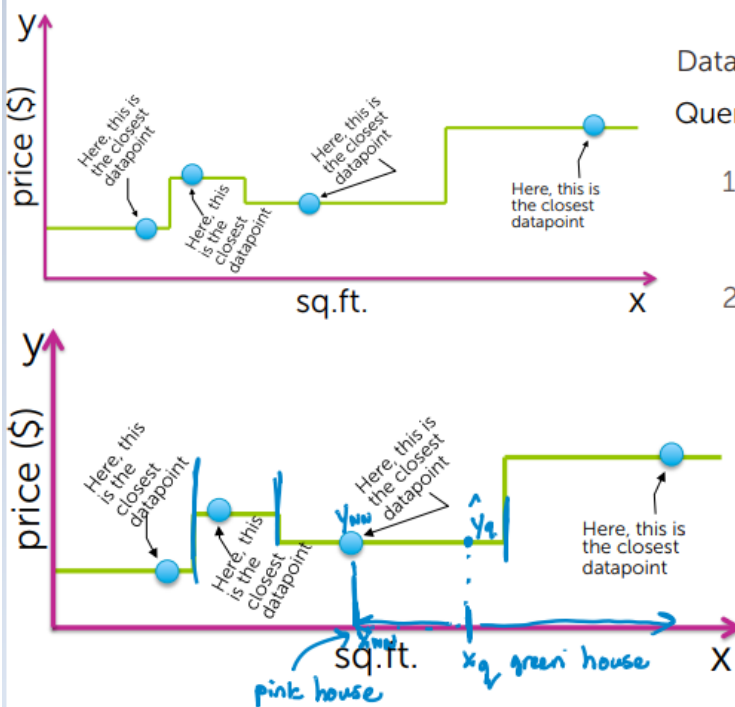 y
price ($)
Here, this is
the closest
datapoint
Here, this
is the
closest
datapoint
Here, this is
the closest
datapoint
Here, this is
the closest
datapoint
sq.ft.
x
Data
Quer
1
2
y
price ($)
Here, this
is the
closest
datapoint
Here, this
is the
closest
datapoint
Here, this is
the closest
datapoint
Here, this is
the closest
datapoint
yNN
ŷq
xNN
sq.ft.
xq green house
x
pink house